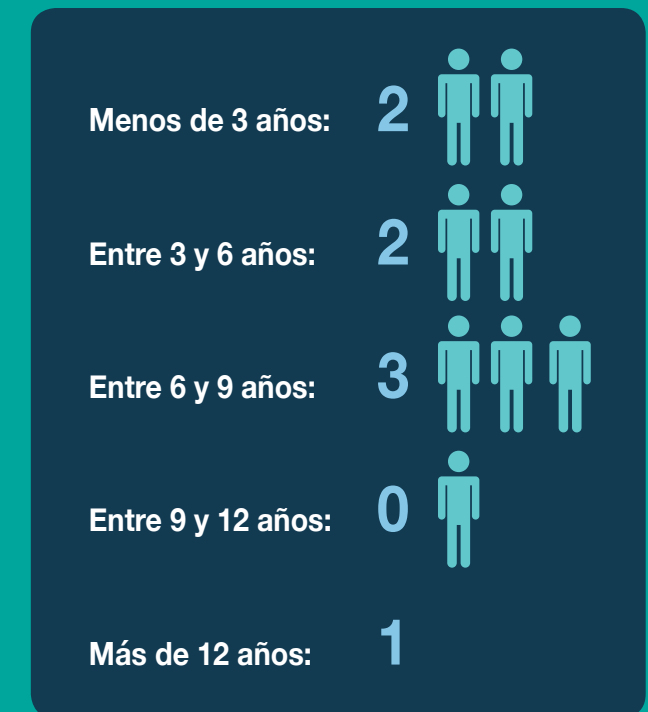 Menos de 3 años: 2
Entre 3 y 6 años: 2
Entre 6 y 9 años: 3
Entre 9 y 12 años: 0
Más de 12 años: 1